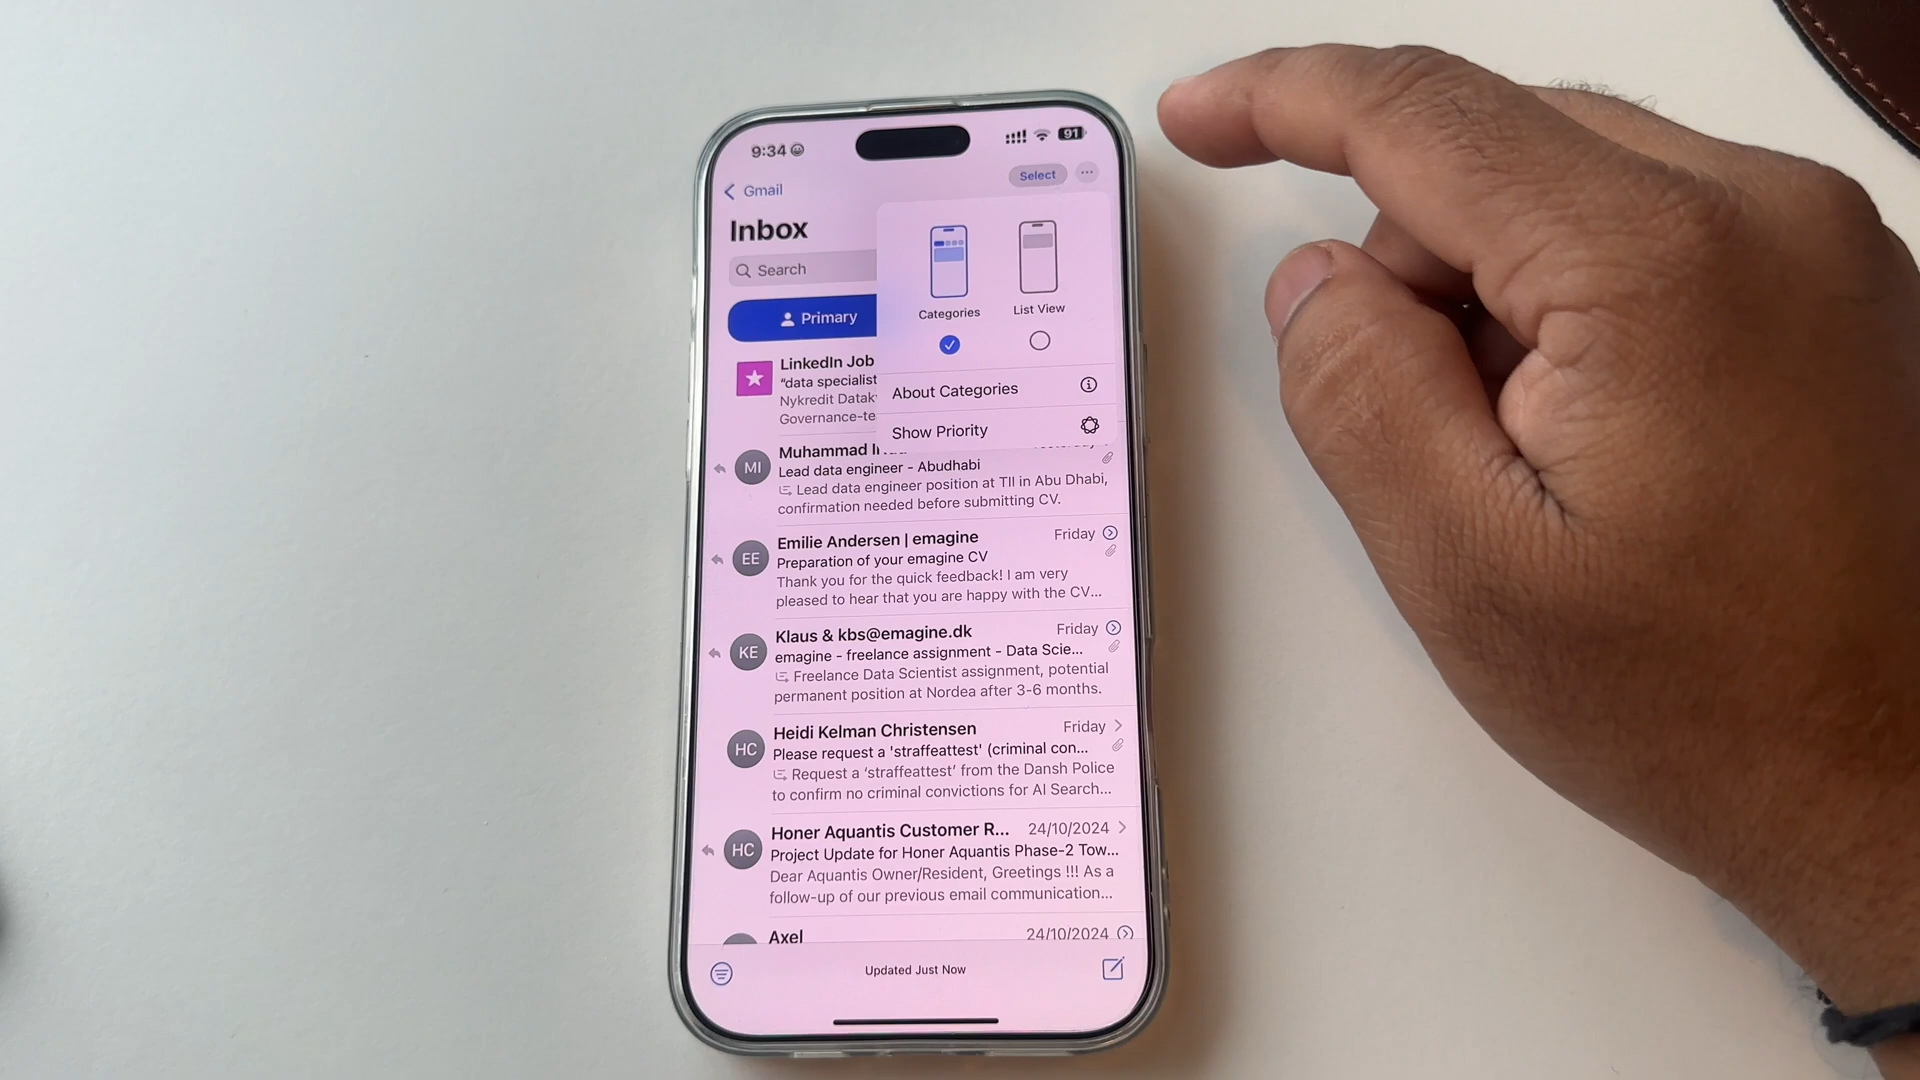 9:34
91
Gmail
Select
Inbox
Search
Primary
Categories
List View
About Categories
Show Priority
LinkedIn Job
“data specialist
Nykredit
Governance-te
MI
Muhammad
Lead data engineer - Abudhabi
Lead data engineer position at TII in Abu Dhabi,
confirmation needed before submitting CV.
EE
Emilie Andersen | emagine
Friday
Preparation of your emagine CV
Thank you for the quick feedback! I am very
pleased to hear that you are happy with the CV...
KE
Klaus & kbs@emagine.dk
Friday
emagine - freelance assignment - Data Scie...
Freelance Data Scientist assignment, potential
permanent position at Nordea after 3-6 months.
HC
Heidi Kelman Christensen
Friday
Please request a 'straffeattest' (criminal con...
Request a ‘straffeattest’ from the Dansh Police
to confirm no criminal convictions for AI Search...
HC
Honer Aquantis Customer R...
24/10/2024
Project Update for Honer Aquantis Phase-2 Tow...
Dear Aquantis Owner/Resident, Greetings !!! As a
follow-up of our previous email communication...
Axel
24/10/2024
Updated Just Now